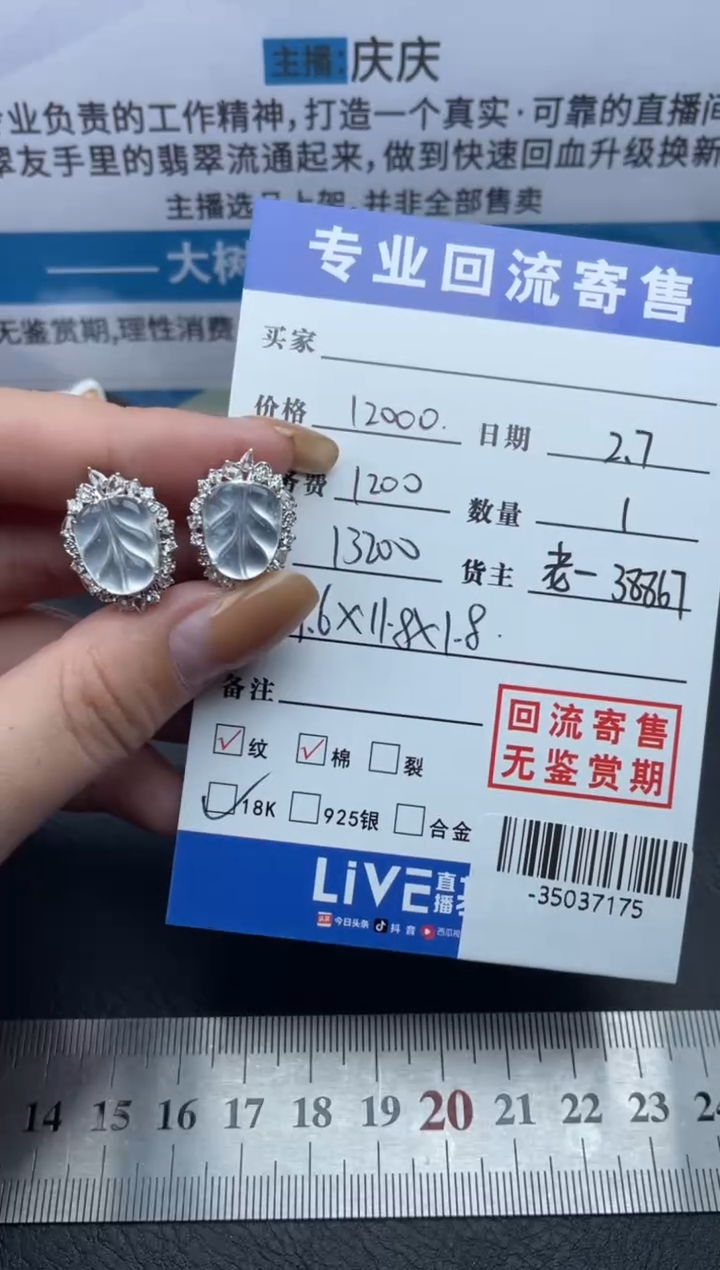 主播:庆庆
业负责的工作精神,打造一个真实·可靠的直播间
翠友手里的翡翠流通起来,做到快速回血升级换新
主播选品上架,并非全部售卖
大树
无鉴赏期,理性消费
专业回流寄售
买家
价格 12000. 日期 2.7
务费 1200 数量 1
13200 货主 老一 38867
.6×11.8×1.8.
备注
回流寄售
无鉴赏期
纹 棉 裂
18K 925银 合金
LiVE 直播
-35037175
今日头条 抖音 西瓜视
14 15 16 17 18 19 20 21 22 23 24